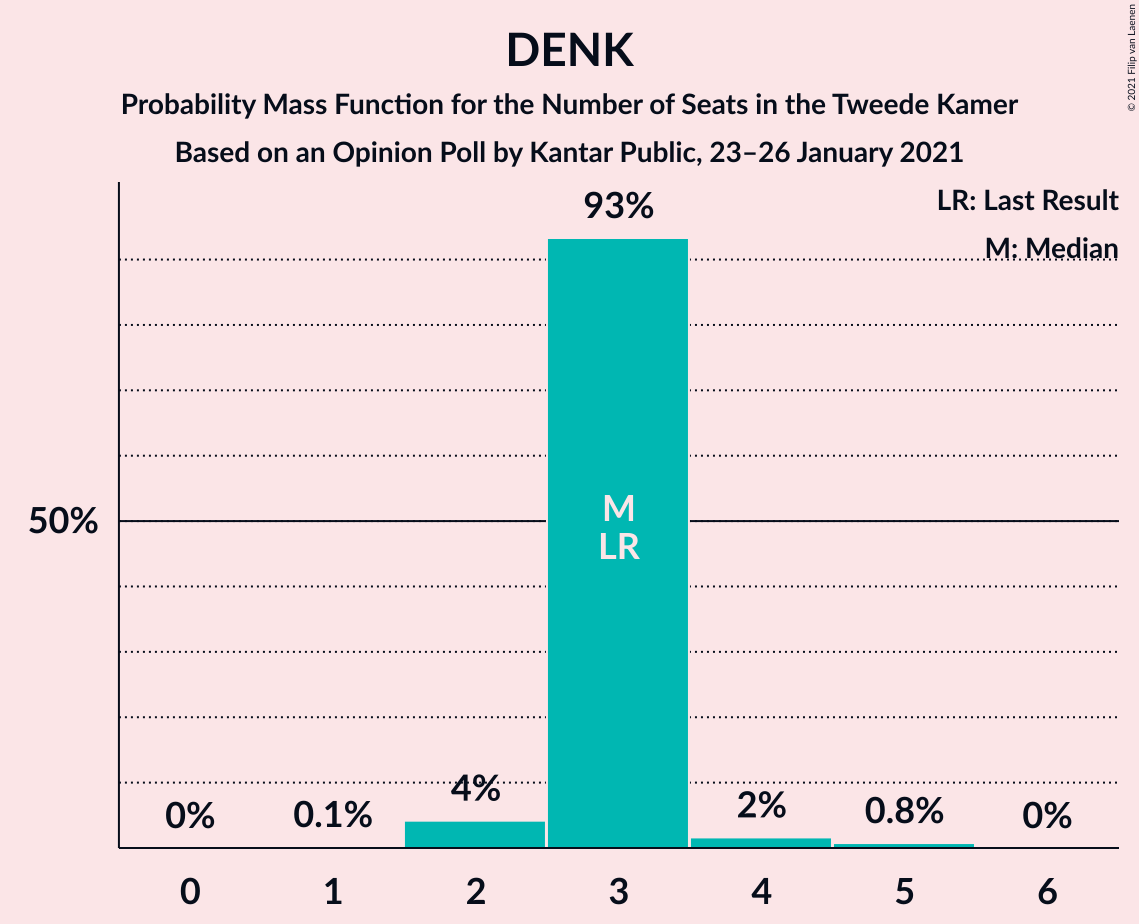 DENK
Probability Mass Function for the Number of Seats in the Tweede Kamer
Based on an Opinion Poll by Kantar Public, 23–26 January 2021
© 2021 Filip van Laenen
LR: Last Result
M: Median
93%
50%
M
LR
0%
0.1%
4%
2%
0.8%
0%
0
1
2
3
4
5
6